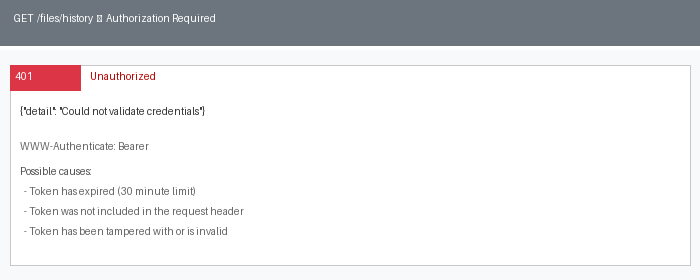 GET /files/history ▯ Authorization Required
401 Unauthorized
{"detail": "Could not validate credentials"}
WWW-Authenticate: Bearer
Possible causes:
- Token has expired (30 minute limit)
- Token was not included in the request header
- Token has been tampered with or is invalid